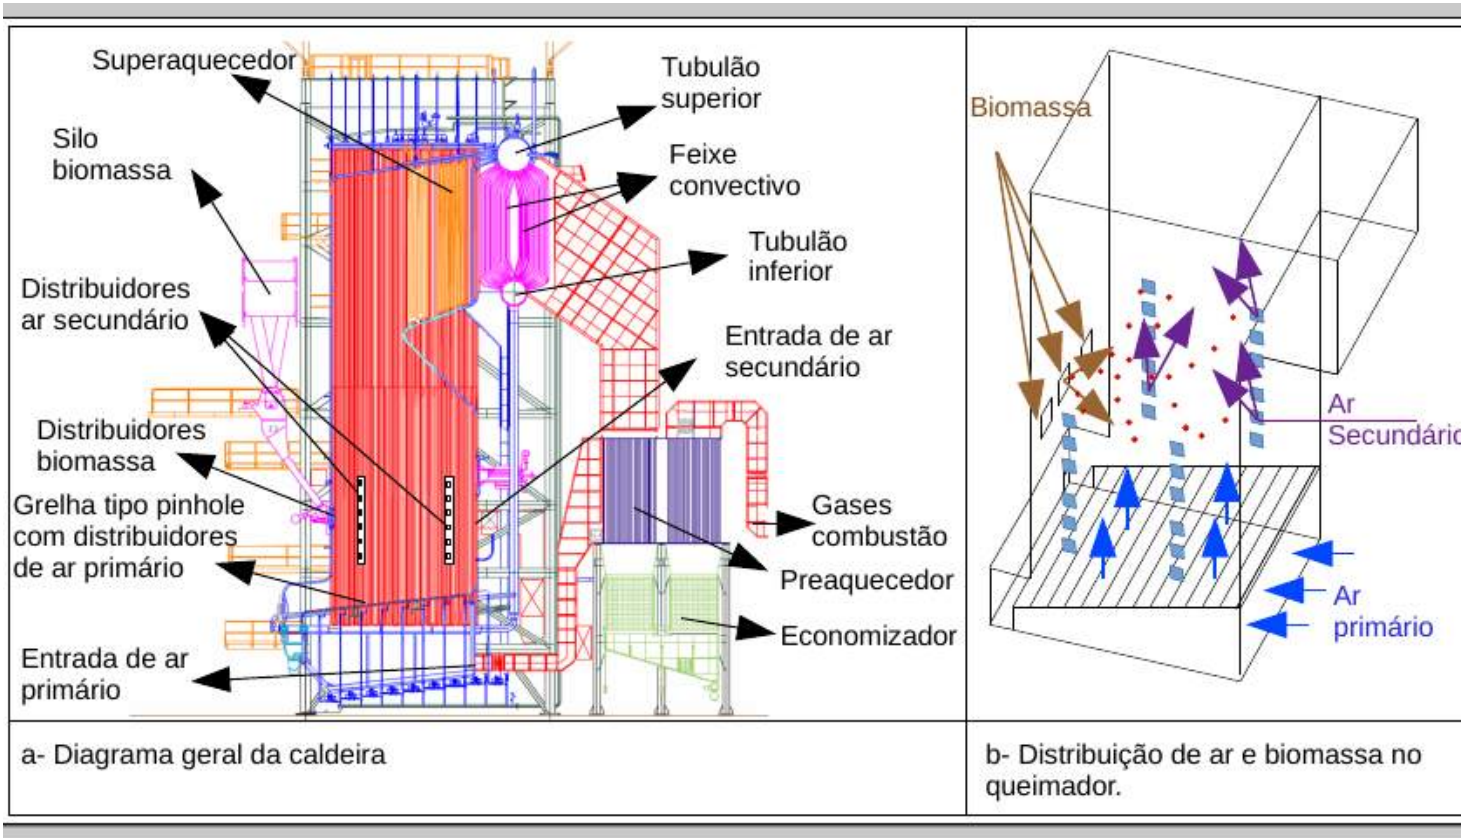 Superaquecedor
Silo
biomassa
Distribuidores
ar secundário
Distribuidores
biomassa
Grelha tipo pinhole
com distribuidores
de ar primário
Entrada de ar
primário
Tubulão
superior
Feixe
convectivo
Tubulão
inferior
Entrada de ar
secundário
Gases
combustão
Preaquecedor
Economizador
a- Diagrama geral da caldeira
Biomassa
Ar
Secundário
Ar
primário
b- Distribuição de ar e biomassa no
queimador.